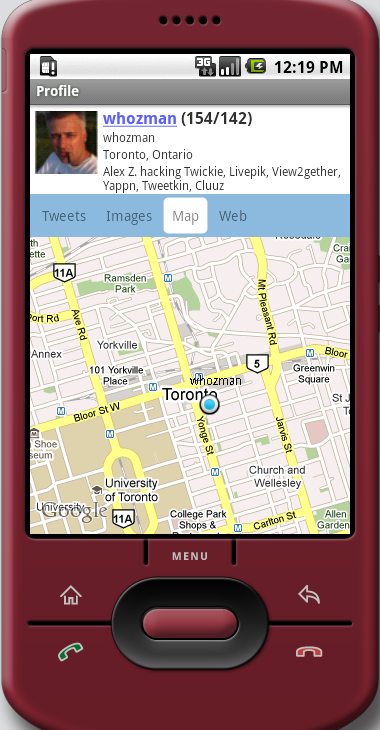 3G
12:19 PM
Profile
whozman (154/142)
whozman
Toronto, Ontario
Alex Z. hacking Twickie, Livepik, View2gether,
Yappn, Tweetkin, Cluuz
Tweets Images Map Web
11A
Ramsden
Park
Mt Pleasant Rd
port Rd
Ave Rd
Annex
Yorkville
5
Bloor
101 Yorkville
Place
Greenwin
Square
whozman
Toronto
Bloor St W
Yonge St
Jarvis St
St J
Shoe
seum
Church and
Wellesley
University
of Toronto
University
Google
11A
College Park
Shops &
Carlton St
Allen
Garden
MENU